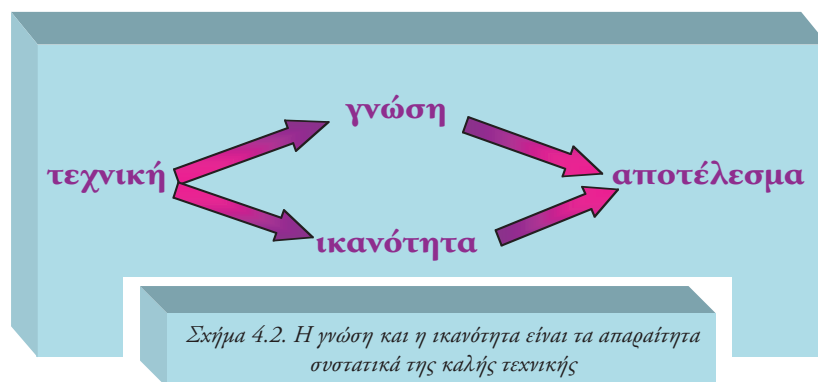 γνώση
τεχνική
αποτέλεσμα
ικανότητα
Σχήμα 4.2. Η γνώση και η ικανότητα είναι τα απαραίτητα
συστατικά της καλής τεχνικής